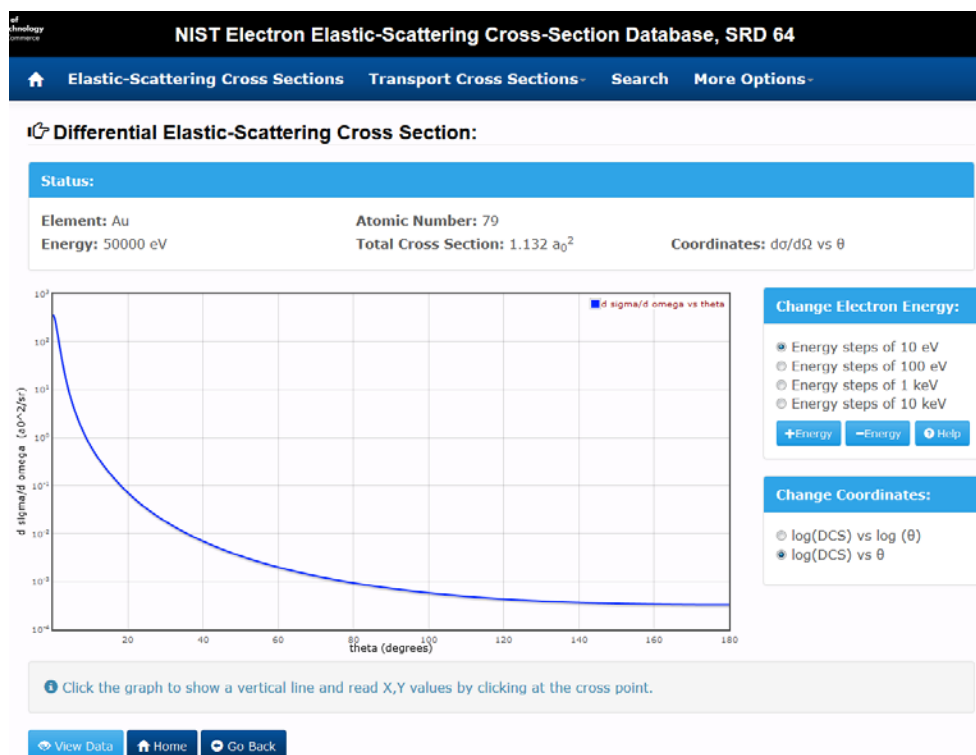 of
chnology
ommerce
NIST Electron Elastic-Scattering Cross-Section Database, SRD 64
Elastic-Scattering Cross Sections Transport Cross Sections- Search More Options-
Differential Elastic-Scattering Cross Section:
Status:
Element: Au Atomic Number: 79
Energy: 50000 eV Total Cross Section: 1.132 a₀² Coordinates: dσ/dΩ vs θ
d sigma/d omega vs theta
10³
10²
10¹
10⁰
10⁻¹
10⁻²
10⁻³
10⁻⁴
d sigma/d omega (a0^2/sr)
20 40 60 80 100 120 140 160 180
theta (degrees)
Change Electron Energy:
Energy steps of 10 eV
Energy steps of 100 eV
Energy steps of 1 keV
Energy steps of 10 keV
+Energy −Energy Help
Change Coordinates:
log(DCS) vs log (θ)
log(DCS) vs θ
Click the graph to show a vertical line and read X,Y values by clicking at the cross point.
View Data Home Go Back